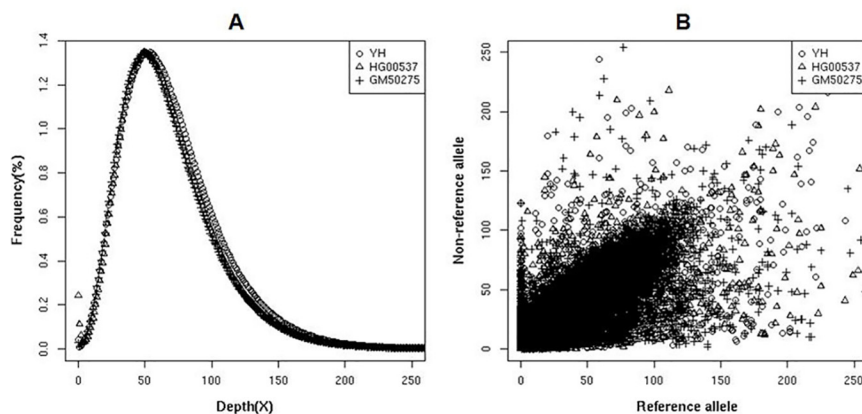 A
YH
HG00537
GM50275
Frequency(%)
0.0 0.2 0.4 0.6 0.8 1.0 1.2 1.4
0 50 100 150 200 250
Depth(X)
B
YH
HG00537
GM50275
Non-reference allele
0 50 100 150 200 250
0 50 100 150 200 250
Reference allele